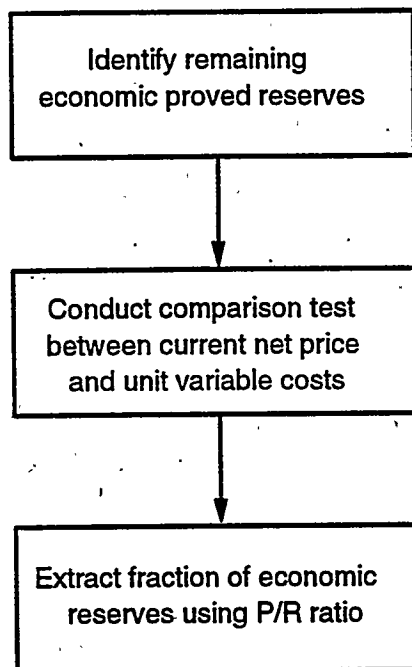 Identify remaining
economic proved reserves
Conduct comparison test
between current net price
and unit variable costs
Extract fraction of economic
reserves using P/R ratio